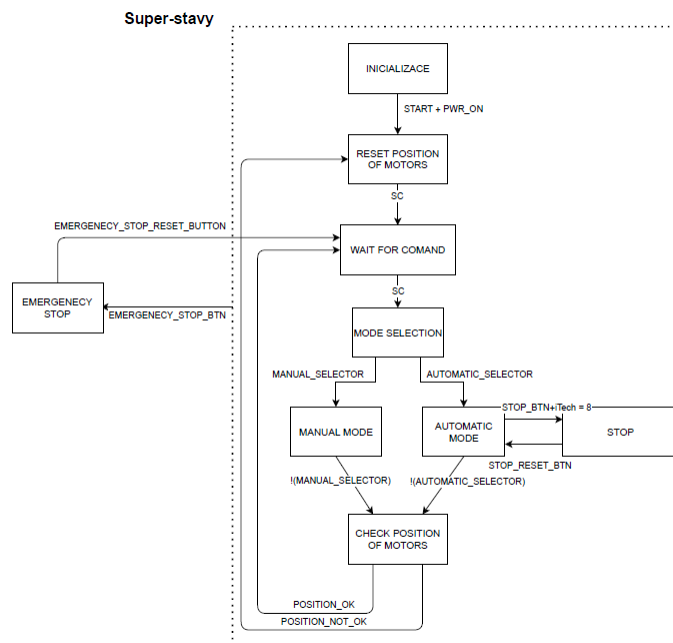 Super-stavy
INICIALIZACE
START + PWR_ON
RESET POSITION
OF MOTORS
SC
EMERGENECY_STOP_RESET_BUTTON
WAIT FOR COMAND
SC
EMERGENECY
STOP
EMERGENECY_STOP_BTN
MODE SELECTION
MANUAL_SELECTOR
AUTOMATIC_SELECTOR
STOP_BTN+iTech = 8
MANUAL MODE
AUTOMATIC
MODE
STOP
STOP_RESET_BTN
!(MANUAL_SELECTOR)
!(AUTOMATIC_SELECTOR)
CHECK POSITION
OF MOTORS
POSITION_OK
POSITION_NOT_OK